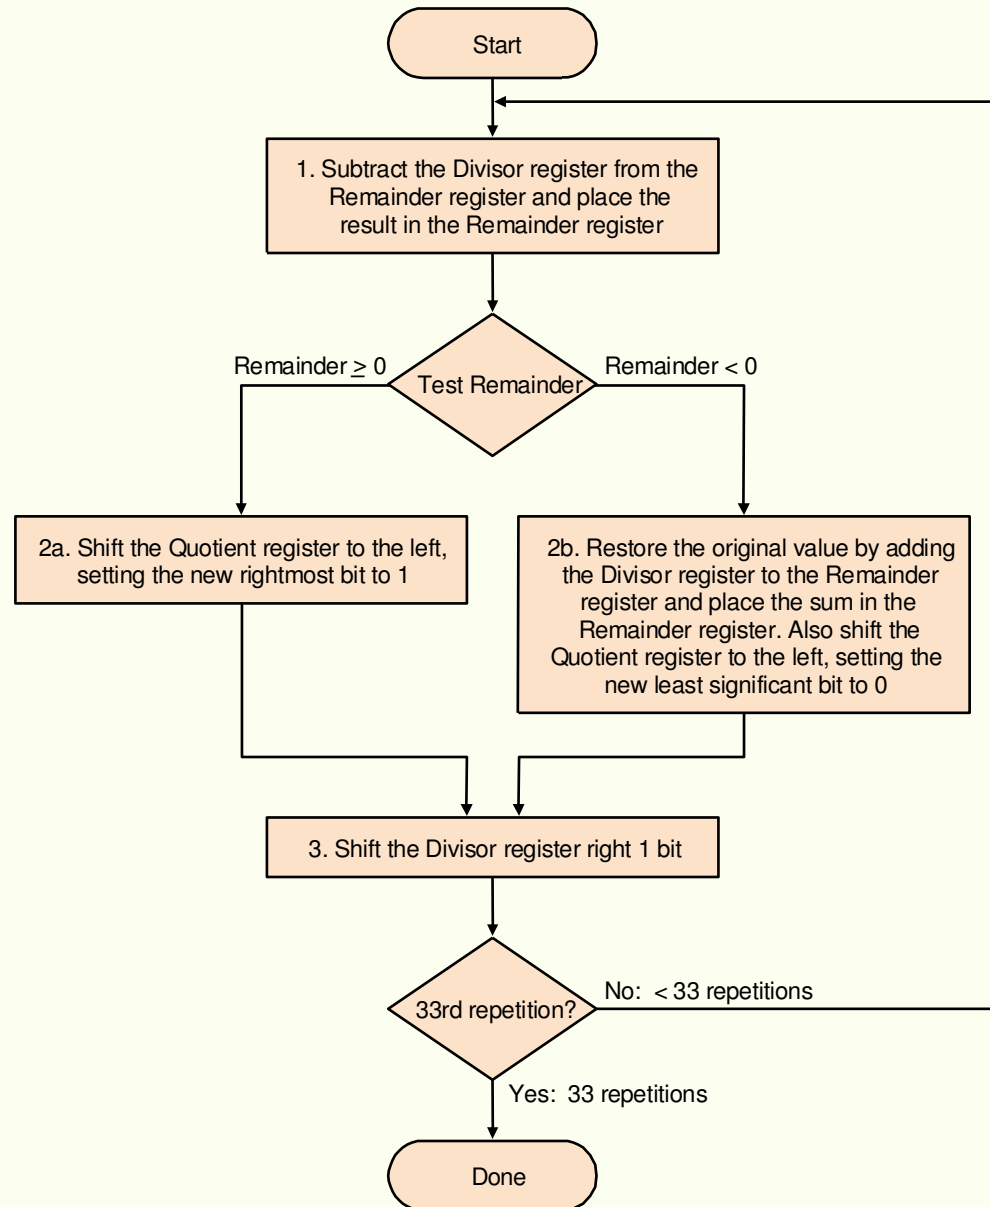 Start
1. Subtract the Divisor register from the
Remainder register and place the
result in the Remainder register
Remainder ≥ 0
Test Remainder
Remainder < 0
2a. Shift the Quotient register to the left,
setting the new rightmost bit to 1
2b. Restore the original value by adding
the Divisor register to the Remainder
register and place the sum in the
Remainder register. Also shift the
Quotient register to the left, setting the
new least significant bit to 0
3. Shift the Divisor register right 1 bit
33rd repetition?
No: < 33 repetitions
Yes: 33 repetitions
Done